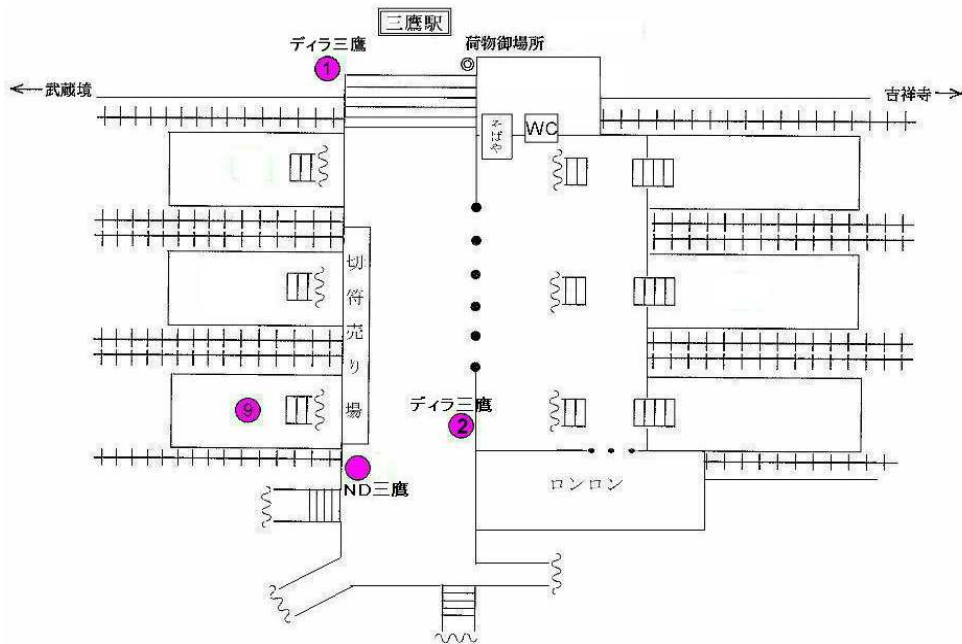 三鷹駅
ディラ三鷹
荷物御場所
1
←武蔵境
吉祥寺→
そばや
WC
切符売り場
9
ディラ三鷹
2
ロンロン
ND三鷹